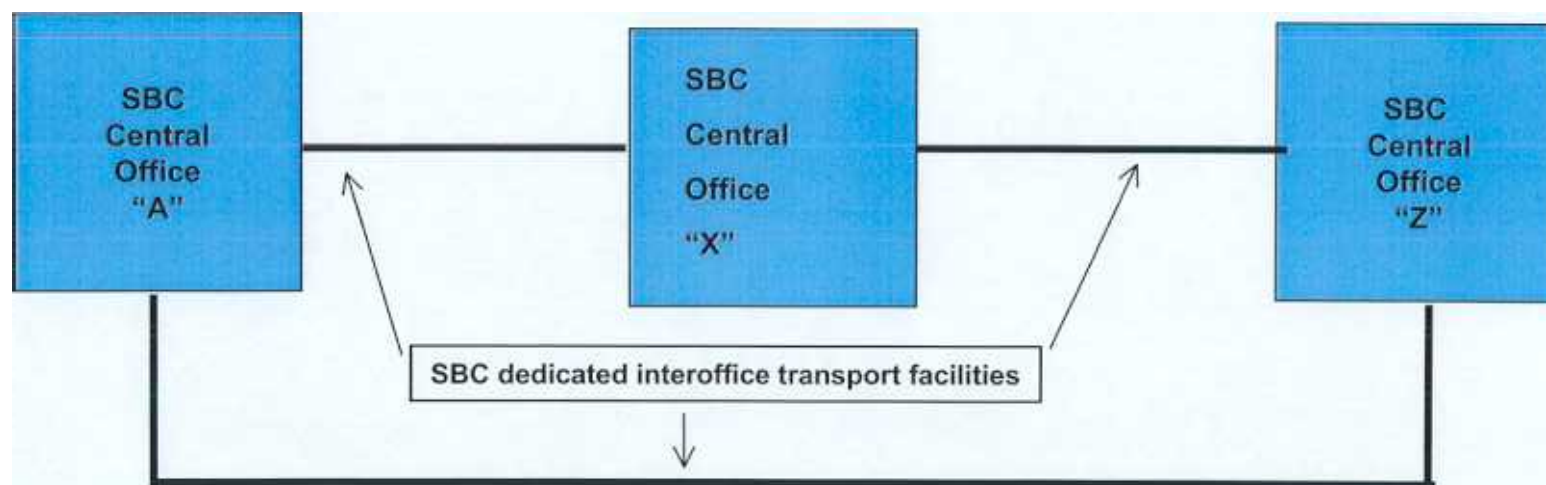 SBC
Central
Office
“A”
SBC
Central
Office
“X”
SBC
Central
Office
“Z”
SBC dedicated interoffice transport facilities